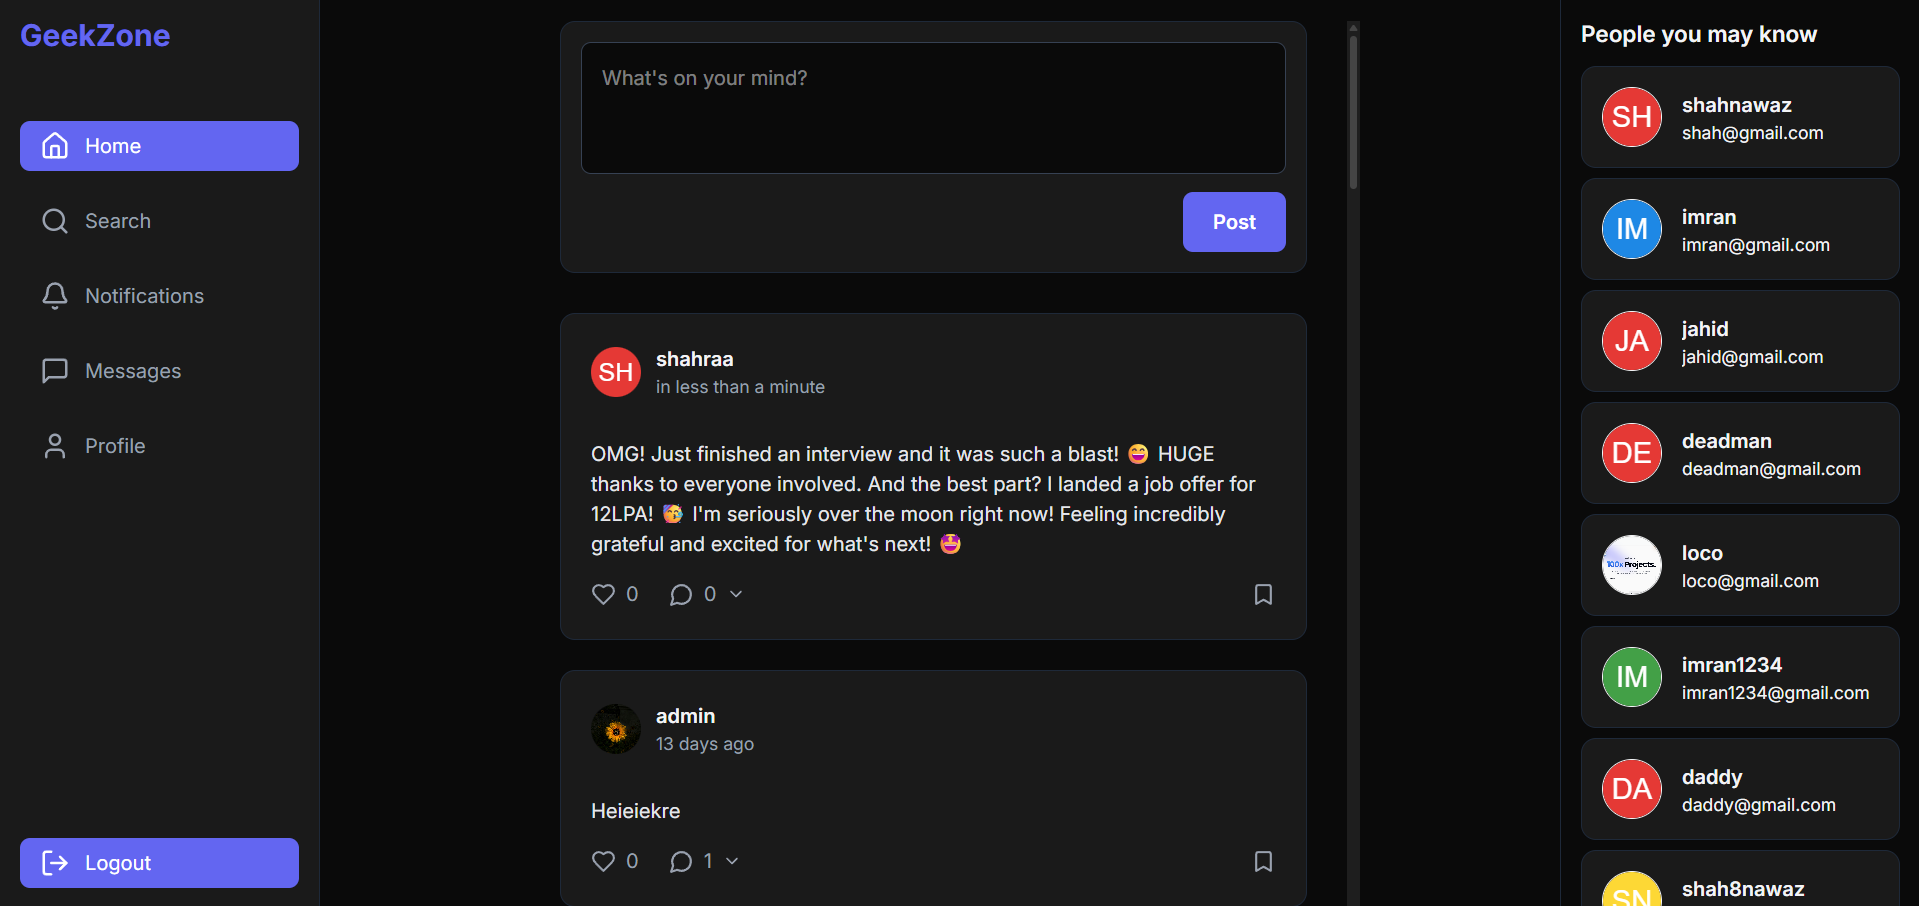 GeekZone
Home
Search
Notifications
Messages
Profile
Logout
What's on your mind?
Post
SH
shahraa
in less than a minute
OMG! Just finished an interview and it was such a blast! 😄 HUGE
thanks to everyone involved. And the best part? I landed a job offer for
12LPA! 🥳 I'm seriously over the moon right now! Feeling incredibly
grateful and excited for what's next! 🤩
0 0
admin
13 days ago
Heieiekre
0 1
People you may know
SH
shahnawaz
shah@gmail.com
IM
imran
imran@gmail.com
JA
jahid
jahid@gmail.com
DE
deadman
deadman@gmail.com
100x Projects.
loco
loco@gmail.com
IM
imran1234
imran1234@gmail.com
DA
daddy
daddy@gmail.com
SN
shah8nawaz